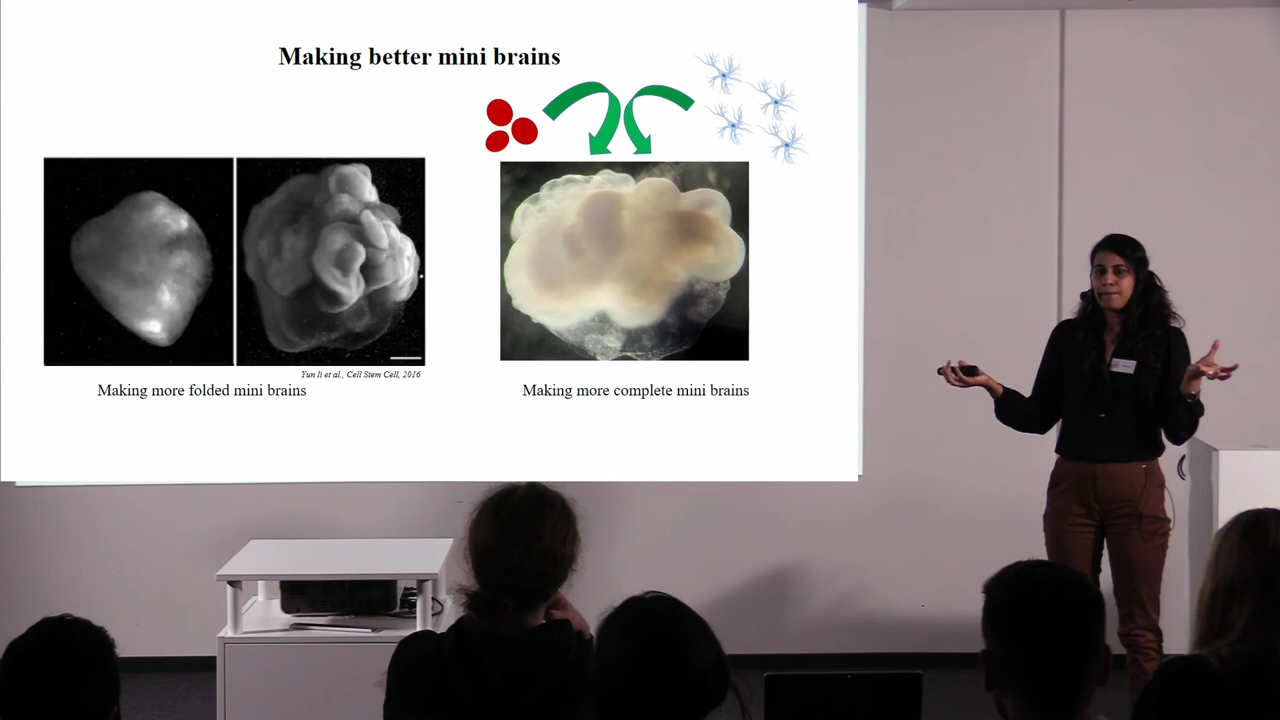 Making better mini brains
Yun li et al., Cell Stem Cell, 2016
Making more folded mini brains
Making more complete mini brains